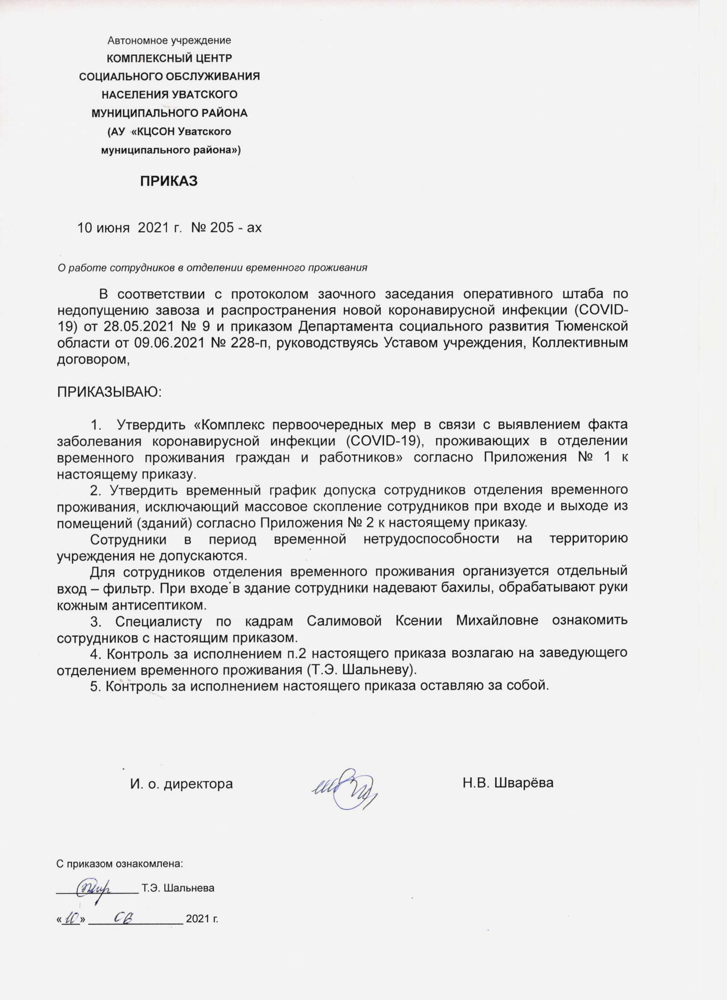 Автономное учреждение
КОМПЛЕКСНЫЙ ЦЕНТР
СОЦИАЛЬНОГО ОБСЛУЖИВАНИЯ
НАСЕЛЕНИЯ УВАТСКОГО
МУНИЦИПАЛЬНОГО РАЙОНА
(АУ «КЦСОН Уватского
муниципального района»)
ПРИКАЗ
10 июня 2021 г. № 205 - ах
О работе сотрудников в отделении временного проживания
В соответствии с протоколом заочного заседания оперативного штаба по
недопущению завоза и распространения новой коронавирусной инфекции (COVID-
19) от 28.05.2021 № 9 и приказом Департамента социального развития Тюменской
области от 09.06.2021 № 228-п, руководствуясь Уставом учреждения, Коллективным
договором,
ПРИКАЗЫВАЮ:
1. Утвердить «Комплекс первоочередных мер в связи с выявлением факта
заболевания коронавирусной инфекции (COVID-19), проживающих в отделении
временного проживания граждан и работников» согласно Приложения № 1 к
настоящему приказу.
2. Утвердить временный график допуска сотрудников отделения временного
проживания, исключающий массовое скопление сотрудников при входе и выходе из
помещений (зданий) согласно Приложения № 2 к настоящему приказу.
Сотрудники в период временной нетрудоспособности на территорию
учреждения не допускаются.
Для сотрудников отделения временного проживания организуется отдельный
вход – фильтр. При входе в здание сотрудники надевают бахилы, обрабатывают руки
кожным антисептиком.
3. Специалисту по кадрам Салимовой Ксении Михайловне ознакомить
сотрудников с настоящим приказом.
4. Контроль за исполнением п.2 настоящего приказа возлагаю на заведующего
отделением временного проживания (Т.Э. Шальневу).
5. Контроль за исполнением настоящего приказа оставляю за собой.
И. о. директора Н.В. Шварёва
С приказом ознакомлена:
Т.Э. Шальнева
«10» 06 2021 г.